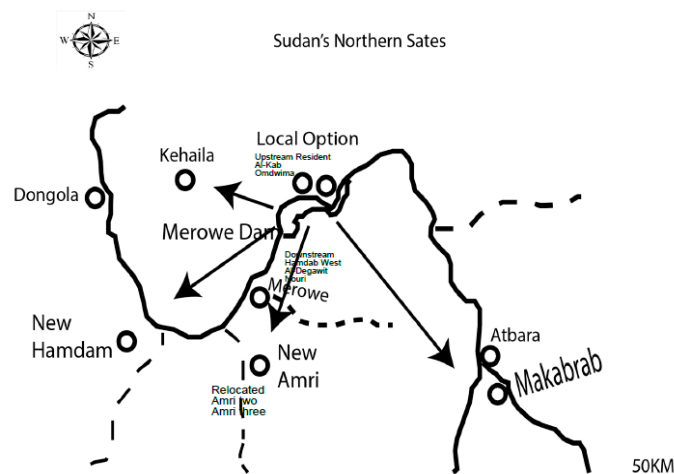 N
W E
S
Sudan's Northern Sates
Local Option
Upstream Resident
Al-Kab
Omdwima
Kehaila
Dongola
Merowe Dam
Downstream
Hamdab West
Al-Degawit
Nouri
Merowe
New
Hamdam
New
Amri
Relocated
Amri two
Amri three
Atbara
Makabrab
50KM